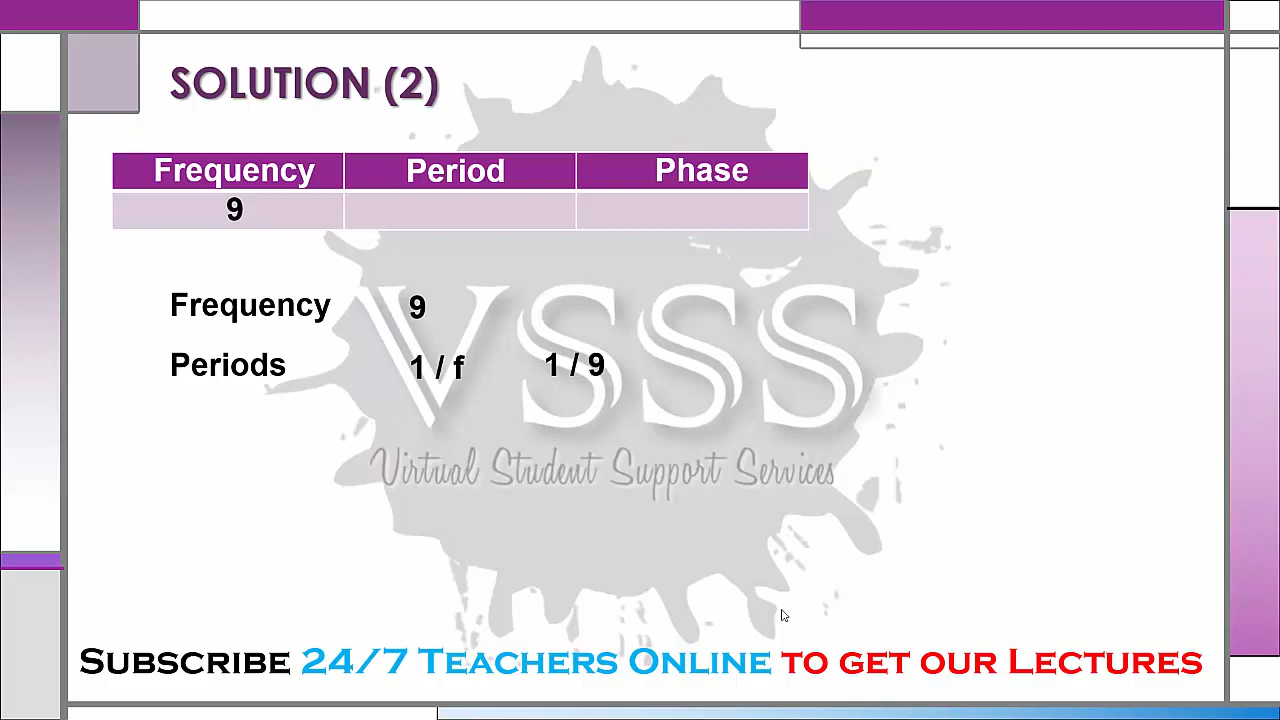 SOLUTION (2)
Frequency Period Phase
9
Frequency 9
Periods 1 / f 1 / 9
VSSS
Virtual Student Support Services
SUBSCRIBE 24/7 TEACHERS ONLINE TO GET OUR LECTURES